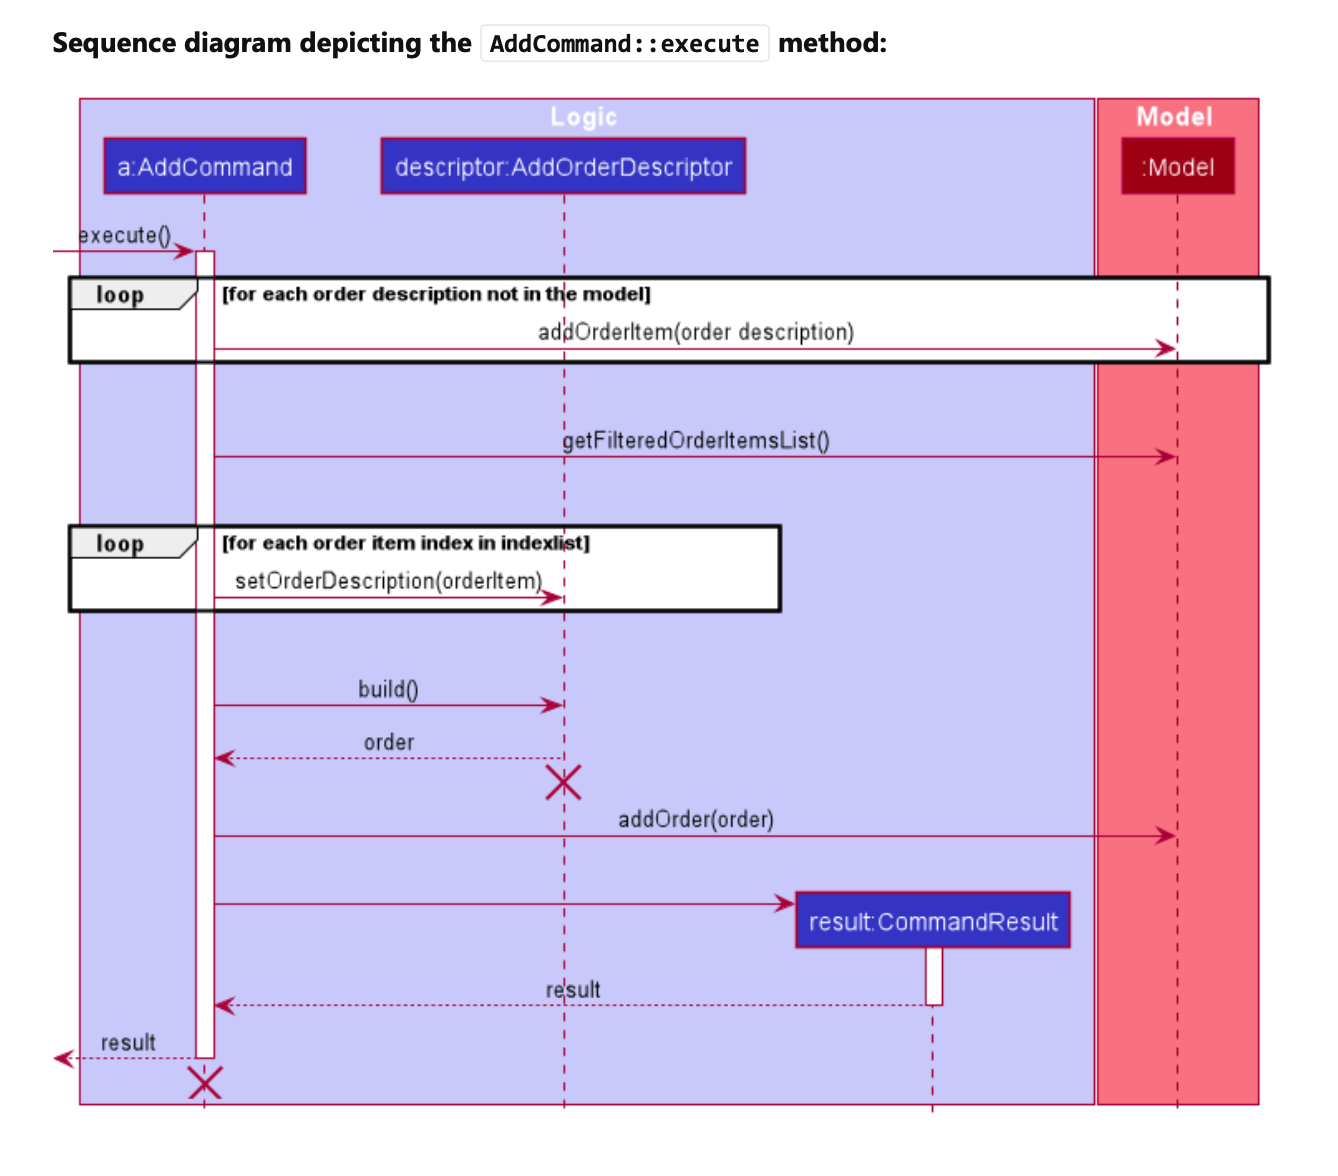 Sequence diagram depicting the AddCommand::execute method:
Logic
Model
a:AddCommand
descriptor:AddOrderDescriptor
:Model
execute()
loop
[for each order description not in the model]
addOrderItem(order description)
getFilteredOrderItemsList()
loop
[for each order item index in indexlist]
setOrderDescription(orderItem)
build()
order
addOrder(order)
result:CommandResult
result
result